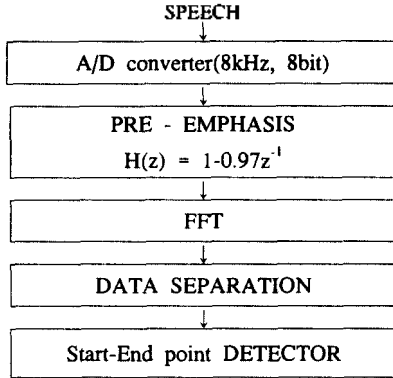 SPEECH
A/D converter(8kHz, 8bit)
PRE - EMPHASIS
H(z) = 1-0.97z⁻¹
FFT
DATA SEPARATION
Start-End point DETECTOR